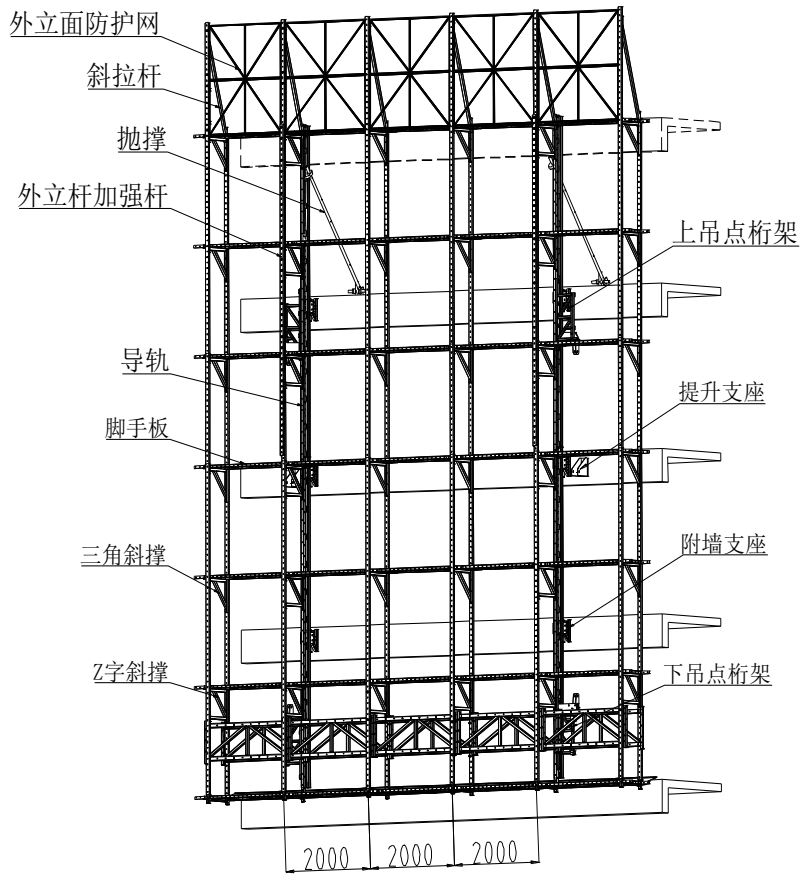 外立面防护网
斜拉杆
抛撑
外立杆加强杆
上吊点桁架
导轨
提升支座
脚手板
附墙支座
三角斜撑
Z字斜撑
下吊点桁架
2000
2000
2000